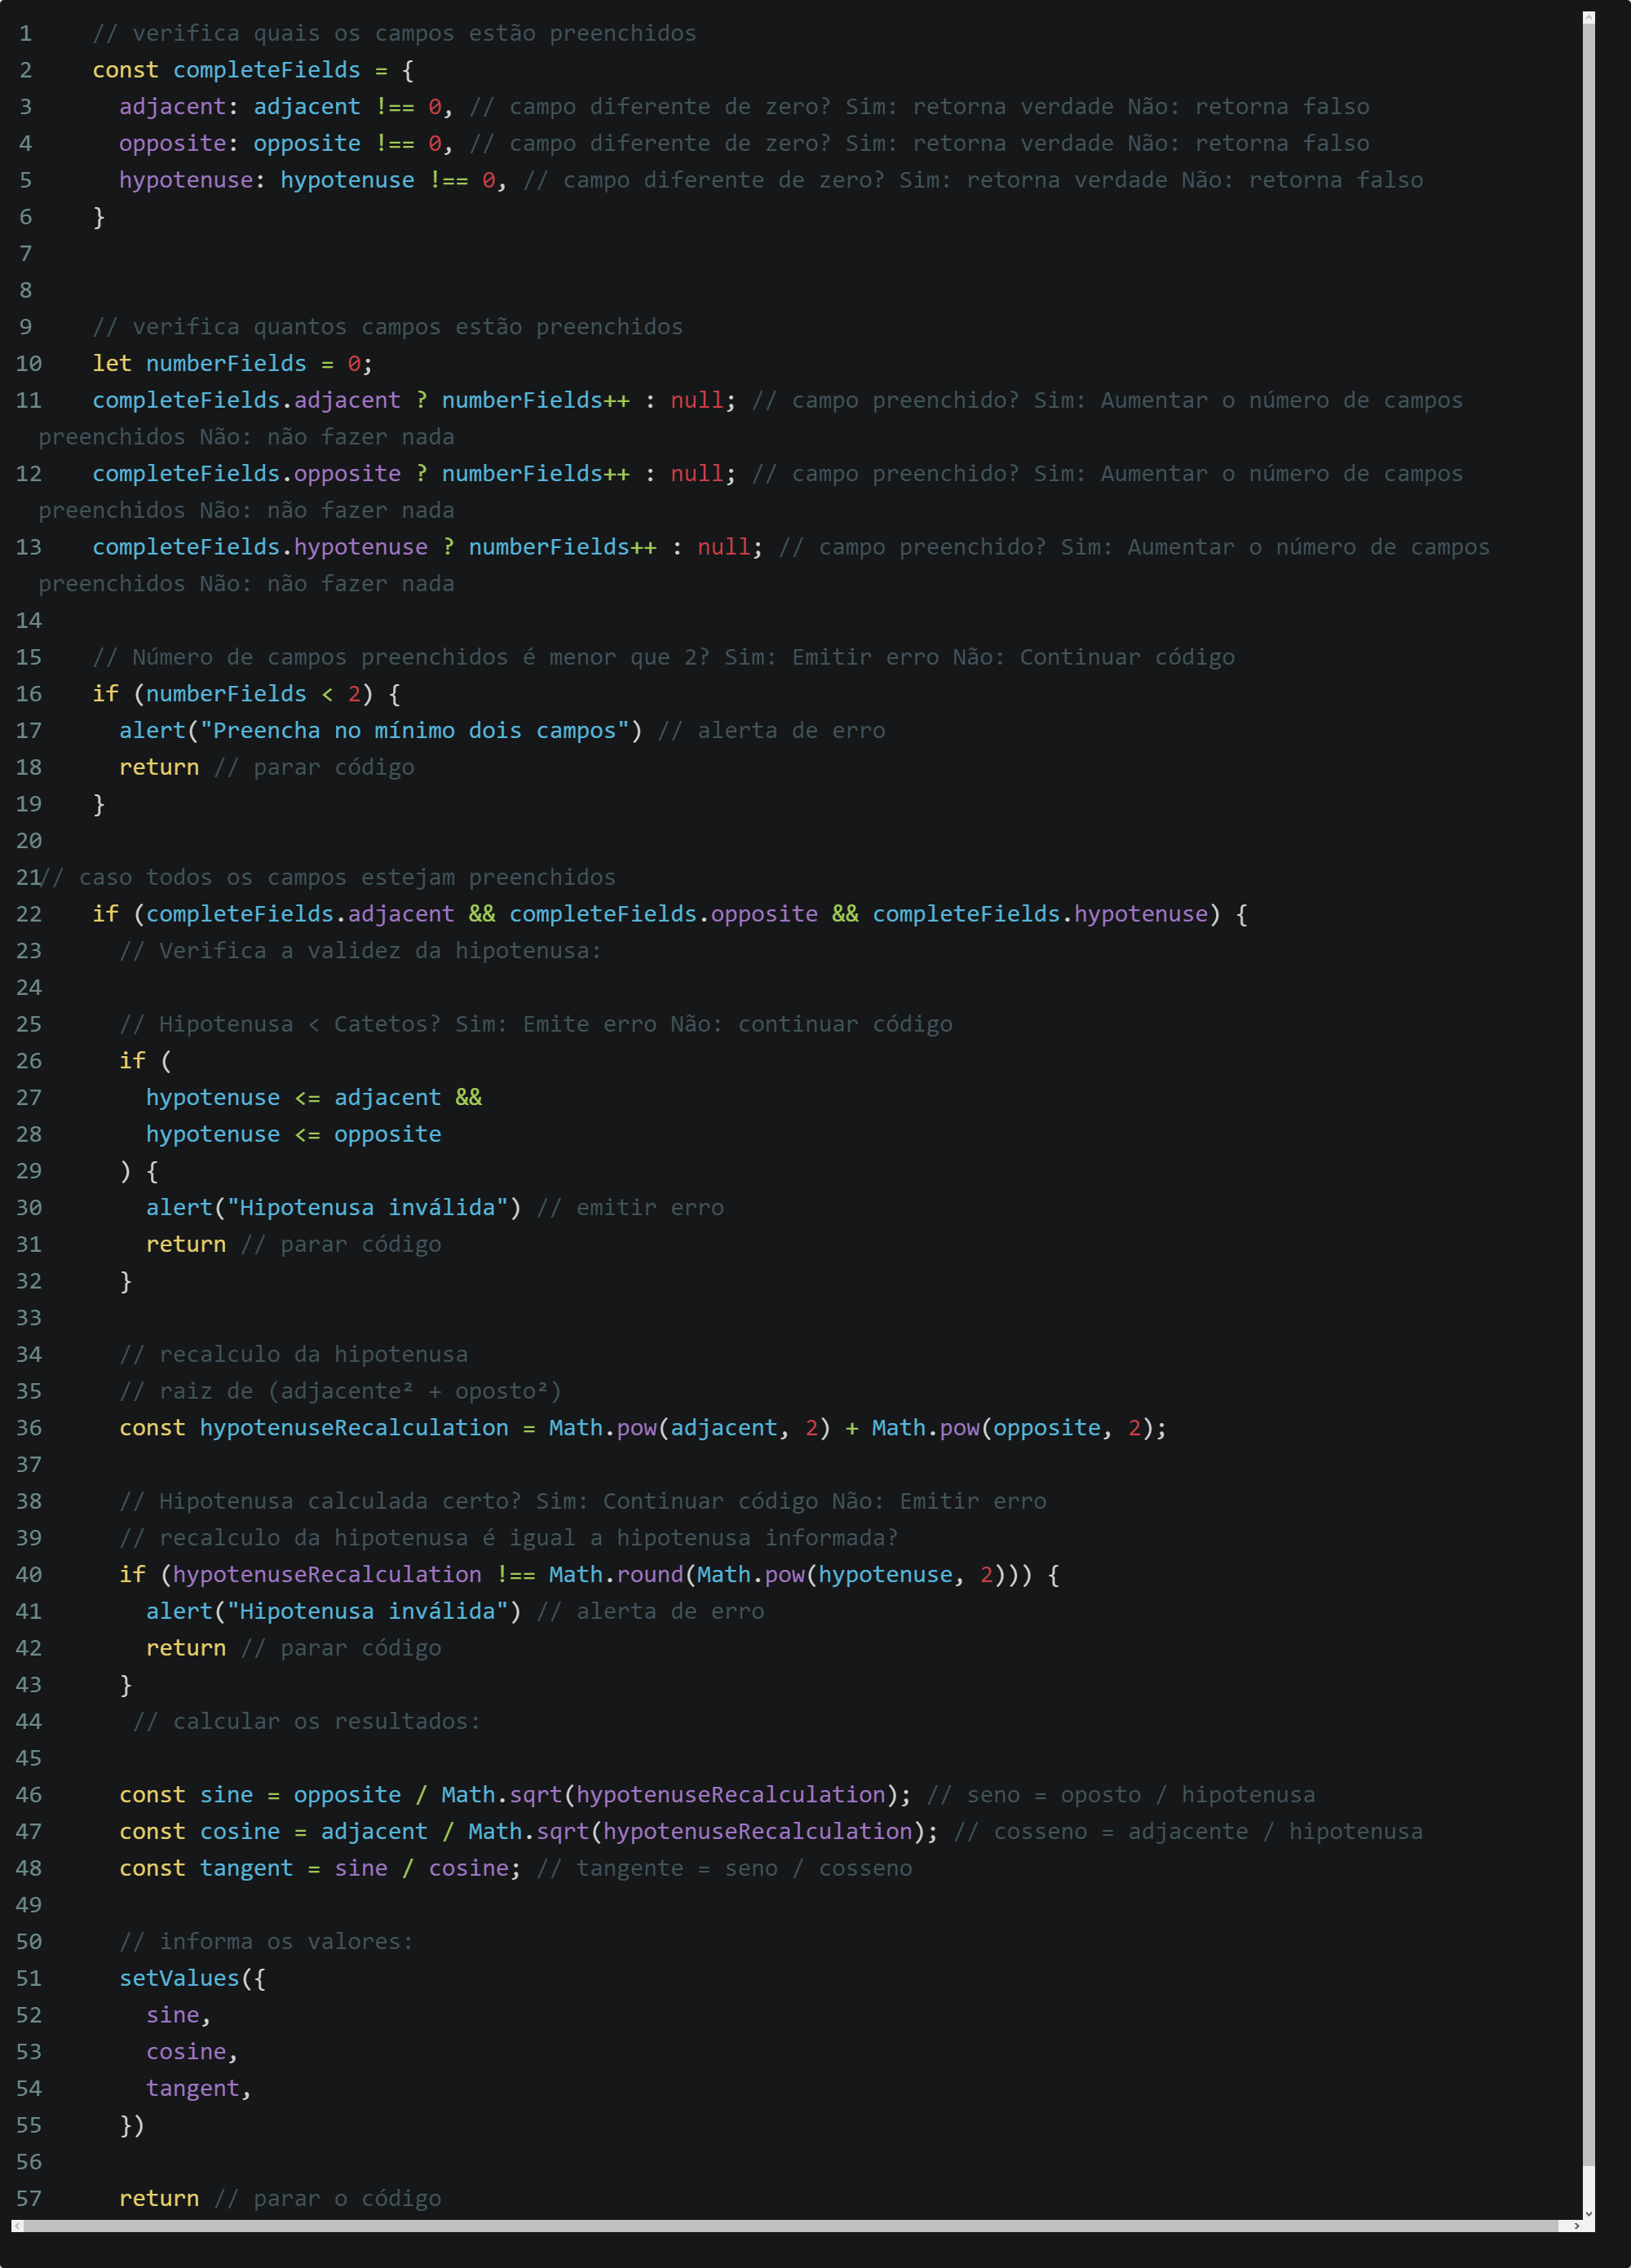 1 // verifica quais os campos estão preenchidos
2 const completeFields = {
3 adjacent: adjacent !== 0, // campo diferente de zero? Sim: retorna verdade Não: retorna falso
4 opposite: opposite !== 0, // campo diferente de zero? Sim: retorna verdade Não: retorna falso
5 hypotenuse: hypotenuse !== 0, // campo diferente de zero? Sim: retorna verdade Não: retorna falso
6 }
7
8
9 // verifica quantos campos estão preenchidos
10 let numberFields = 0;
11 completeFields.adjacent ? numberFields++ : null; // campo preenchido? Sim: Aumentar o número de campos
preenchidos Não: não fazer nada
12 completeFields.opposite ? numberFields++ : null; // campo preenchido? Sim: Aumentar o número de campos
preenchidos Não: não fazer nada
13 completeFields.hypotenuse ? numberFields++ : null; // campo preenchido? Sim: Aumentar o número de campos
preenchidos Não: não fazer nada
14
15 // Número de campos preenchidos é menor que 2? Sim: Emitir erro Não: Continuar código
16 if (numberFields < 2) {
17 alert("Preencha no mínimo dois campos") // alerta de erro
18 return // parar código
19 }
20
21// caso todos os campos estejam preenchidos
22 if (completeFields.adjacent && completeFields.opposite && completeFields.hypotenuse) {
23 // Verifica a validez da hipotenusa:
24
25 // Hipotenusa < Catetos? Sim: Emite erro Não: continuar código
26 if (
27 hypotenuse <= adjacent &&
28 hypotenuse <= opposite
29 ) {
30 alert("Hipotenusa inválida") // emitir erro
31 return // parar código
32 }
33
34 // recalculo da hipotenusa
35 // raiz de (adjacente² + oposto²)
36 const hypotenuseRecalculation = Math.pow(adjacent, 2) + Math.pow(opposite, 2);
37
38 // Hipotenusa calculada certo? Sim: Continuar código Não: Emitir erro
39 // recalculo da hipotenusa é igual a hipotenusa informada?
40 if (hypotenuseRecalculation !== Math.round(Math.pow(hypotenuse, 2))) {
41 alert("Hipotenusa inválida") // alerta de erro
42 return // parar código
43 }
44 // calcular os resultados:
45
46 const sine = opposite / Math.sqrt(hypotenuseRecalculation); // seno = oposto / hipotenusa
47 const cosine = adjacent / Math.sqrt(hypotenuseRecalculation); // cosseno = adjacente / hipotenusa
48 const tangent = sine / cosine; // tangente = seno / cosseno
49
50 // informa os valores:
51 setValues({
52 sine,
53 cosine,
54 tangent,
55 })
56
57 return // parar o código